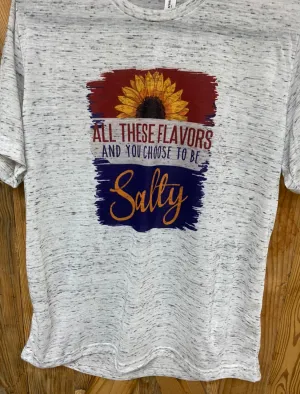 ALL THESE FLAVORS
AND YOU CHOOSE TO BE
Salty